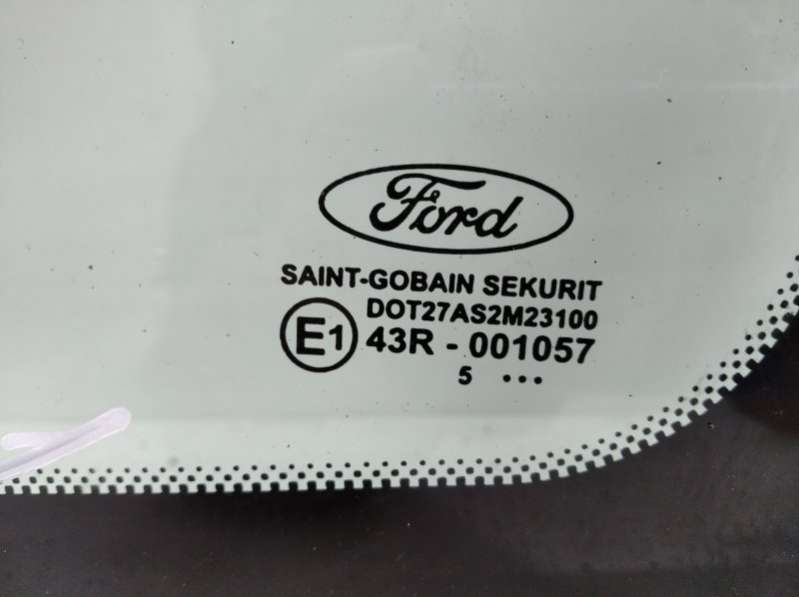 Ford
SAINT-GOBAIN SEKURIT
DOT27AS2M23100
E1 43R - 001057
5 •••